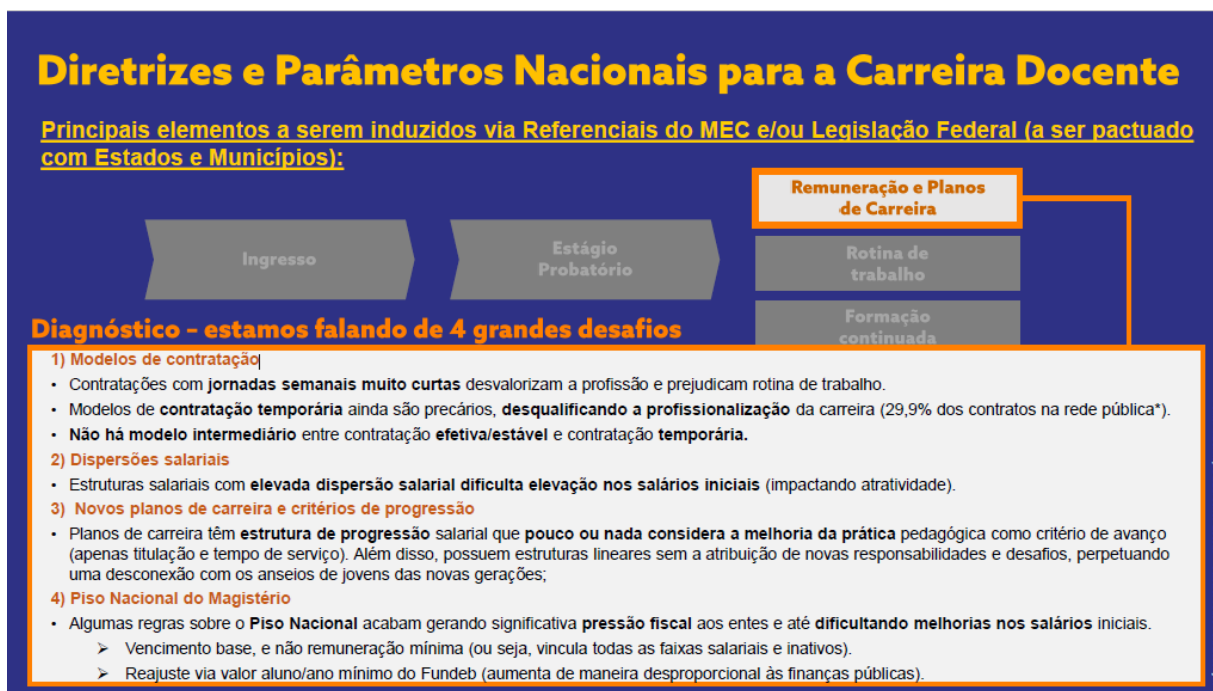 Diretrizes e Parâmetros Nacionais para a Carreira Docente
Principais elementos a serem induzidos via Referenciais do MEC e/ou Legislação Federal (a ser pactuado
com Estados e Municípios):
Remuneração e Planos
de Carreira
Ingresso
Estágio
Probatório
Rotina de
trabalho
Formação
continuada
Diagnóstico – estamos falando de 4 grandes desafios
1) Modelos de contratação
• Contratações com jornadas semanais muito curtas desvalorizam a profissão e prejudicam rotina de trabalho.
• Modelos de contratação temporária ainda são precários, desqualificando a profissionalização da carreira (29,9% dos contratos na rede pública*).
• Não há modelo intermediário entre contratação efetiva/estável e contratação temporária.
2) Dispersões salariais
• Estruturas salariais com elevada dispersão salarial dificulta elevação nos salários iniciais (impactando atratividade).
3) Novos planos de carreira e critérios de progressão
• Planos de carreira têm estrutura de progressão salarial que pouco ou nada considera a melhoria da prática pedagógica como critério de avanço
(apenas titulação e tempo de serviço). Além disso, possuem estruturas lineares sem a atribuição de novas responsabilidades e desafios, perpetuando
uma desconexão com os anseios de jovens das novas gerações;
4) Piso Nacional do Magistério
• Algumas regras sobre o Piso Nacional acabam gerando significativa pressão fiscal aos entes e até dificultando melhorias nos salários iniciais.
➢ Vencimento base, e não remuneração mínima (ou seja, vincula todas as faixas salariais e inativos).
➢ Reajuste via valor aluno/ano mínimo do Fundeb (aumenta de maneira desproporcional às finanças públicas).